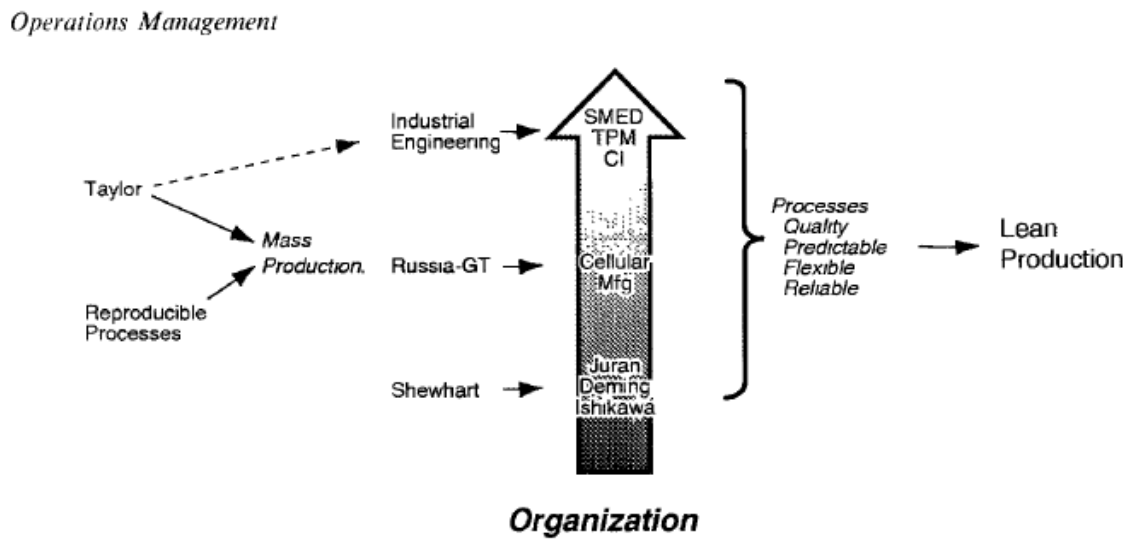 Operations Management
Industrial
Engineering
SMED
TPM
CI
Taylor
Mass
Production.
Russia-GT
Cellular
Mfg
Reproducible
Processes
Shewhart
Juran
Deming
Ishikawa
Processes
Quality
Predictable
Flexible
Reliable
Lean
Production
Organization